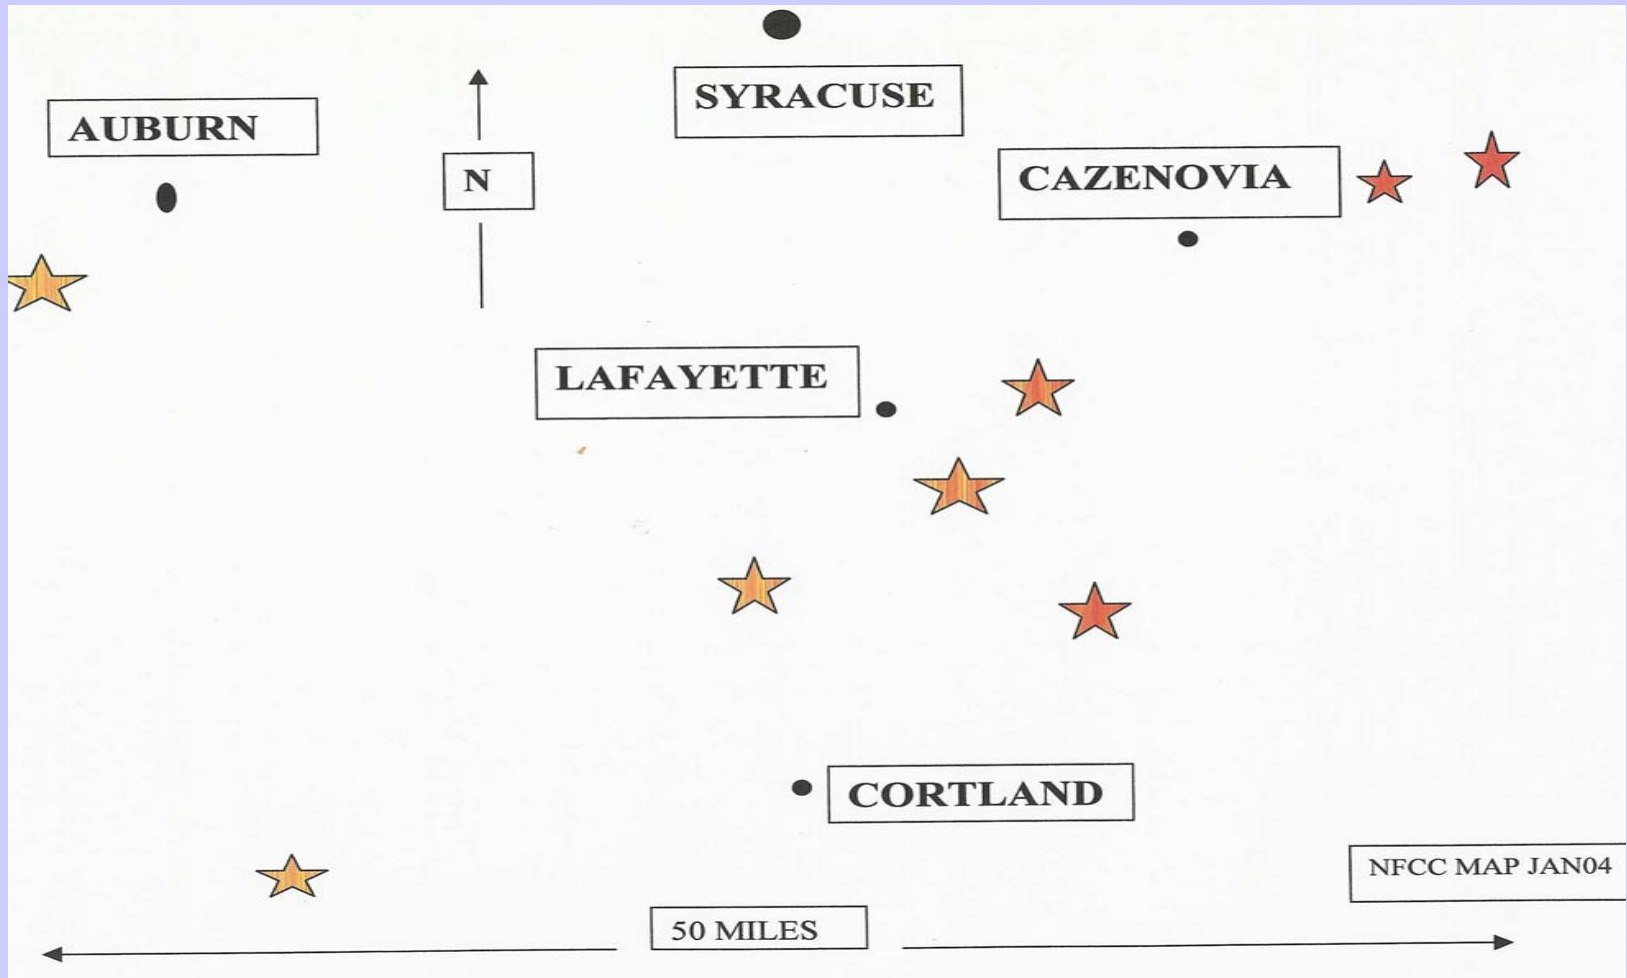 SYRACUSE
AUBURN
N
CAZENOVIA
LAFAYETTE
CORTLAND
NFCC MAP JAN04
50 MILES